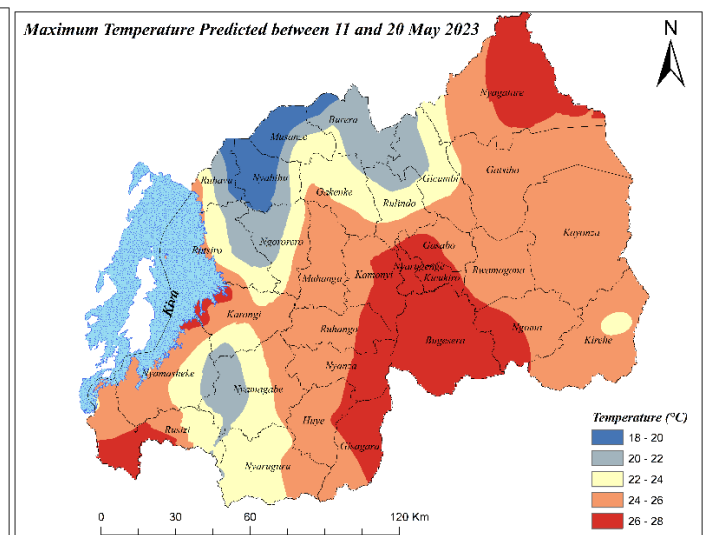 Maximum Temperature Predicted between 11 and 20 May 2023
N
Nyagatare
Burera
Musanze
Rubavu
Nyabihu
Gakenke
Gicumbi
Gatsibo
Rulindo
Rutsiro
Ngororero
Kayonza
Gasabo
Nyarugenge
Kicukiro
Rwamagana
Muhanga
Kamonyi
Kivu
Karongi
Ruhango
Bugesera
Ngoma
Kirehe
Nyamasheke
Nyamagabe
Nyanza
Huye
Rusizi
Gisagara
Nyaruguru
Temperature (°C)
18 - 20
20 - 22
22 - 24
24 - 26
26 - 28
0 30 60 120 Km